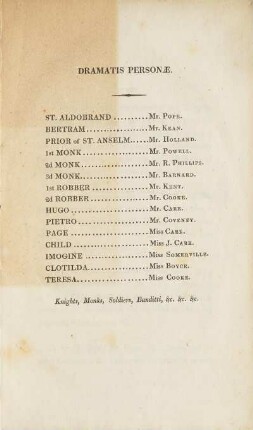 DRAMATIS PERSONÆ.
ST. ALDOBRAND ..........Mr. Pope.
BERTRAM..................Mr. Kean.
PRIOR of ST. ANSELM.....Mr. Holland.
1st MONK.................Mr. Powell.
2d MONK..................Mr. R. Phillips.
3d MONK..................Mr. Barnard.
1st ROBBER...............Mr. Kent.
2d ROBBER................Mr. Cooke.
HUGO.....................Mr. Carr.
PIETRO...................Mr. Coveney.
PAGE .....................Miss Carr.
CHILD ....................Miss J. Carr.
IMOGINE .................Miss Somerville.
CLOTILDA.................Miss Boyce.
TERESA...................Miss Cooke.
Knights, Monks, Soldiers, Banditti, &c. &c. &c.